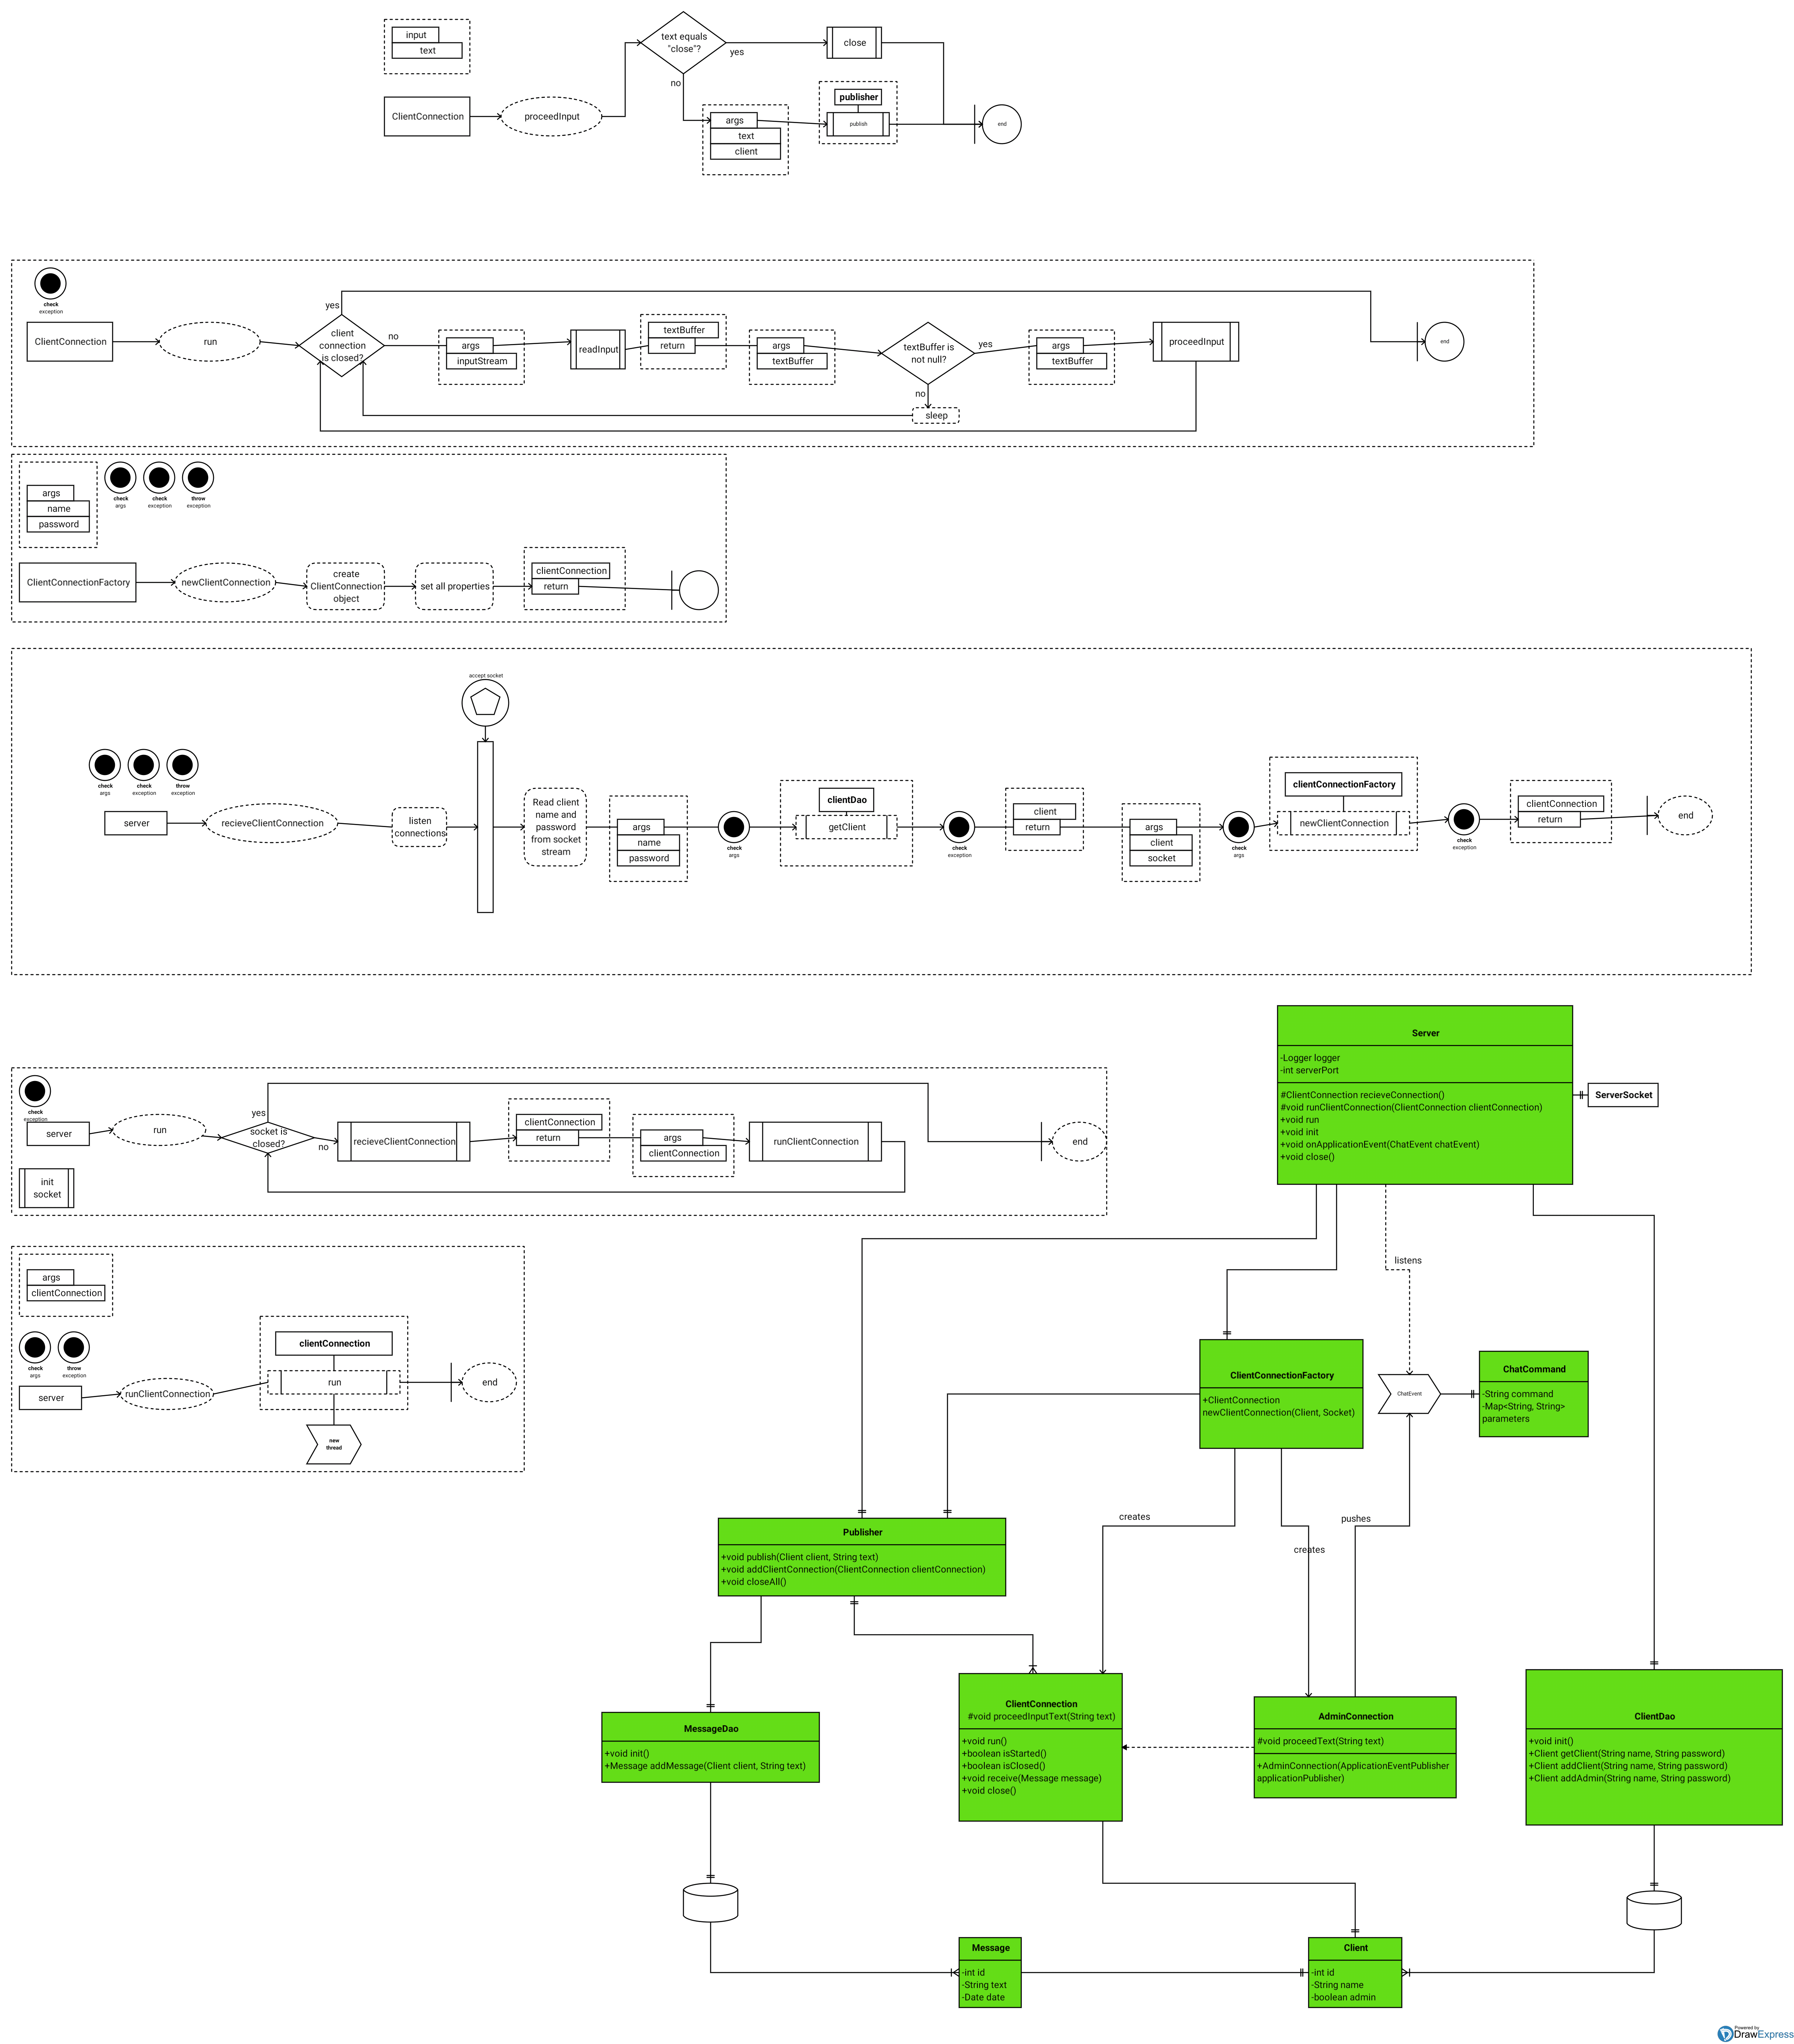 input
text
text equals
"close"?
yes
no
close
ClientConnection
proceedInput
args
text
client
publisher
publish
end
check
exception
ClientConnection
run
yes
client
connection
is closed?
no
args
inputStream
readInput
textBuffer
return
args
textBuffer
textBuffer is
not null?
yes
no
sleep
args
textBuffer
proceedInput
end
args
name
password
check
args
check
exception
throw
exception
ClientConnectionFactory
newClientConnection
create
ClientConnection
object
set all properties
clientConnection
return
accept socket
check
args
check
exception
throw
exception
server
recieveClientConnection
listen
connections
Read client
name and
password
from socket
stream
args
name
password
check
args
clientDao
getClient
check
exception
client
return
args
client
socket
check
args
clientConnectionFactory
newClientConnection
check
exception
clientConnection
return
end
check
exception
server
run
yes
socket is
closed?
no
recieveClientConnection
clientConnection
return
args
clientConnection
runClientConnection
end
init
socket
args
clientConnection
check
args
throw
exception
server
runClientConnection
clientConnection
run
new
thread
end
Server
-Logger logger
-int serverPort
#ClientConnection recieveConnection()
#void runClientConnection(ClientConnection clientConnection)
+void run
+void init
+void onApplicationEvent(ChatEvent chatEvent)
+void close()
ServerSocket
listens
ClientConnectionFactory
+ClientConnection
newClientConnection(Client, Socket)
ChatEvent
ChatCommand
-String command
-Map<String, String>
parameters
creates
creates
pushes
Publisher
+void publish(Client client, String text)
+void addClientConnection(ClientConnection clientConnection)
+void closeAll()
MessageDao
+void init()
+Message addMessage(Client client, String text)
ClientConnection
#void proceedInputText(String text)
+void run()
+boolean isStarted()
+boolean isClosed()
+void receive(Message message)
+void close()
AdminConnection
#void proceedText(String text)
+AdminConnection(ApplicationEventPublisher
applicationPublisher)
ClientDao
+void init()
+Client getClient(String name, String password)
+Client addClient(String name, String password)
+Client addAdmin(String name, String password)
Message
-int id
-String text
-Date date
Client
-int id
-String name
-boolean admin
Powered by
DrawExpress